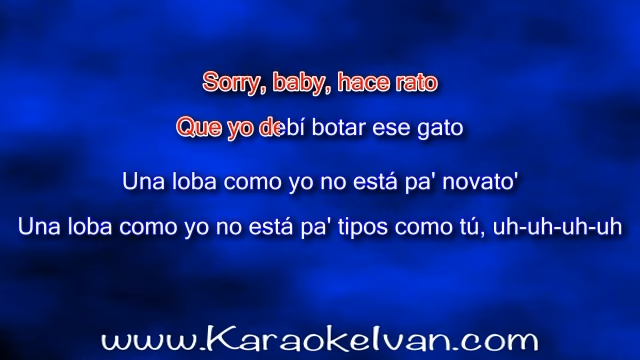 Sorry, baby, hace rato
Que yo debí botar ese gato
Una loba como yo no está pa' novato'
Una loba como yo no está pa' tipos como tú, uh-uh-uh-uh
www.KaraokeIvan.com